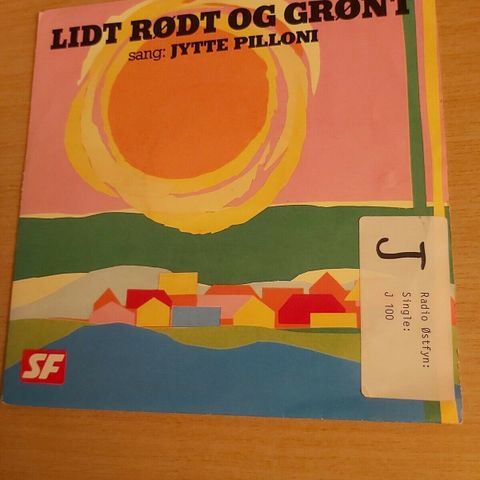 LIDT RØDT OG GRØNT
sang: JYTTE PILLONI
J
Radio Østfyn:
Single:
J 100
SF